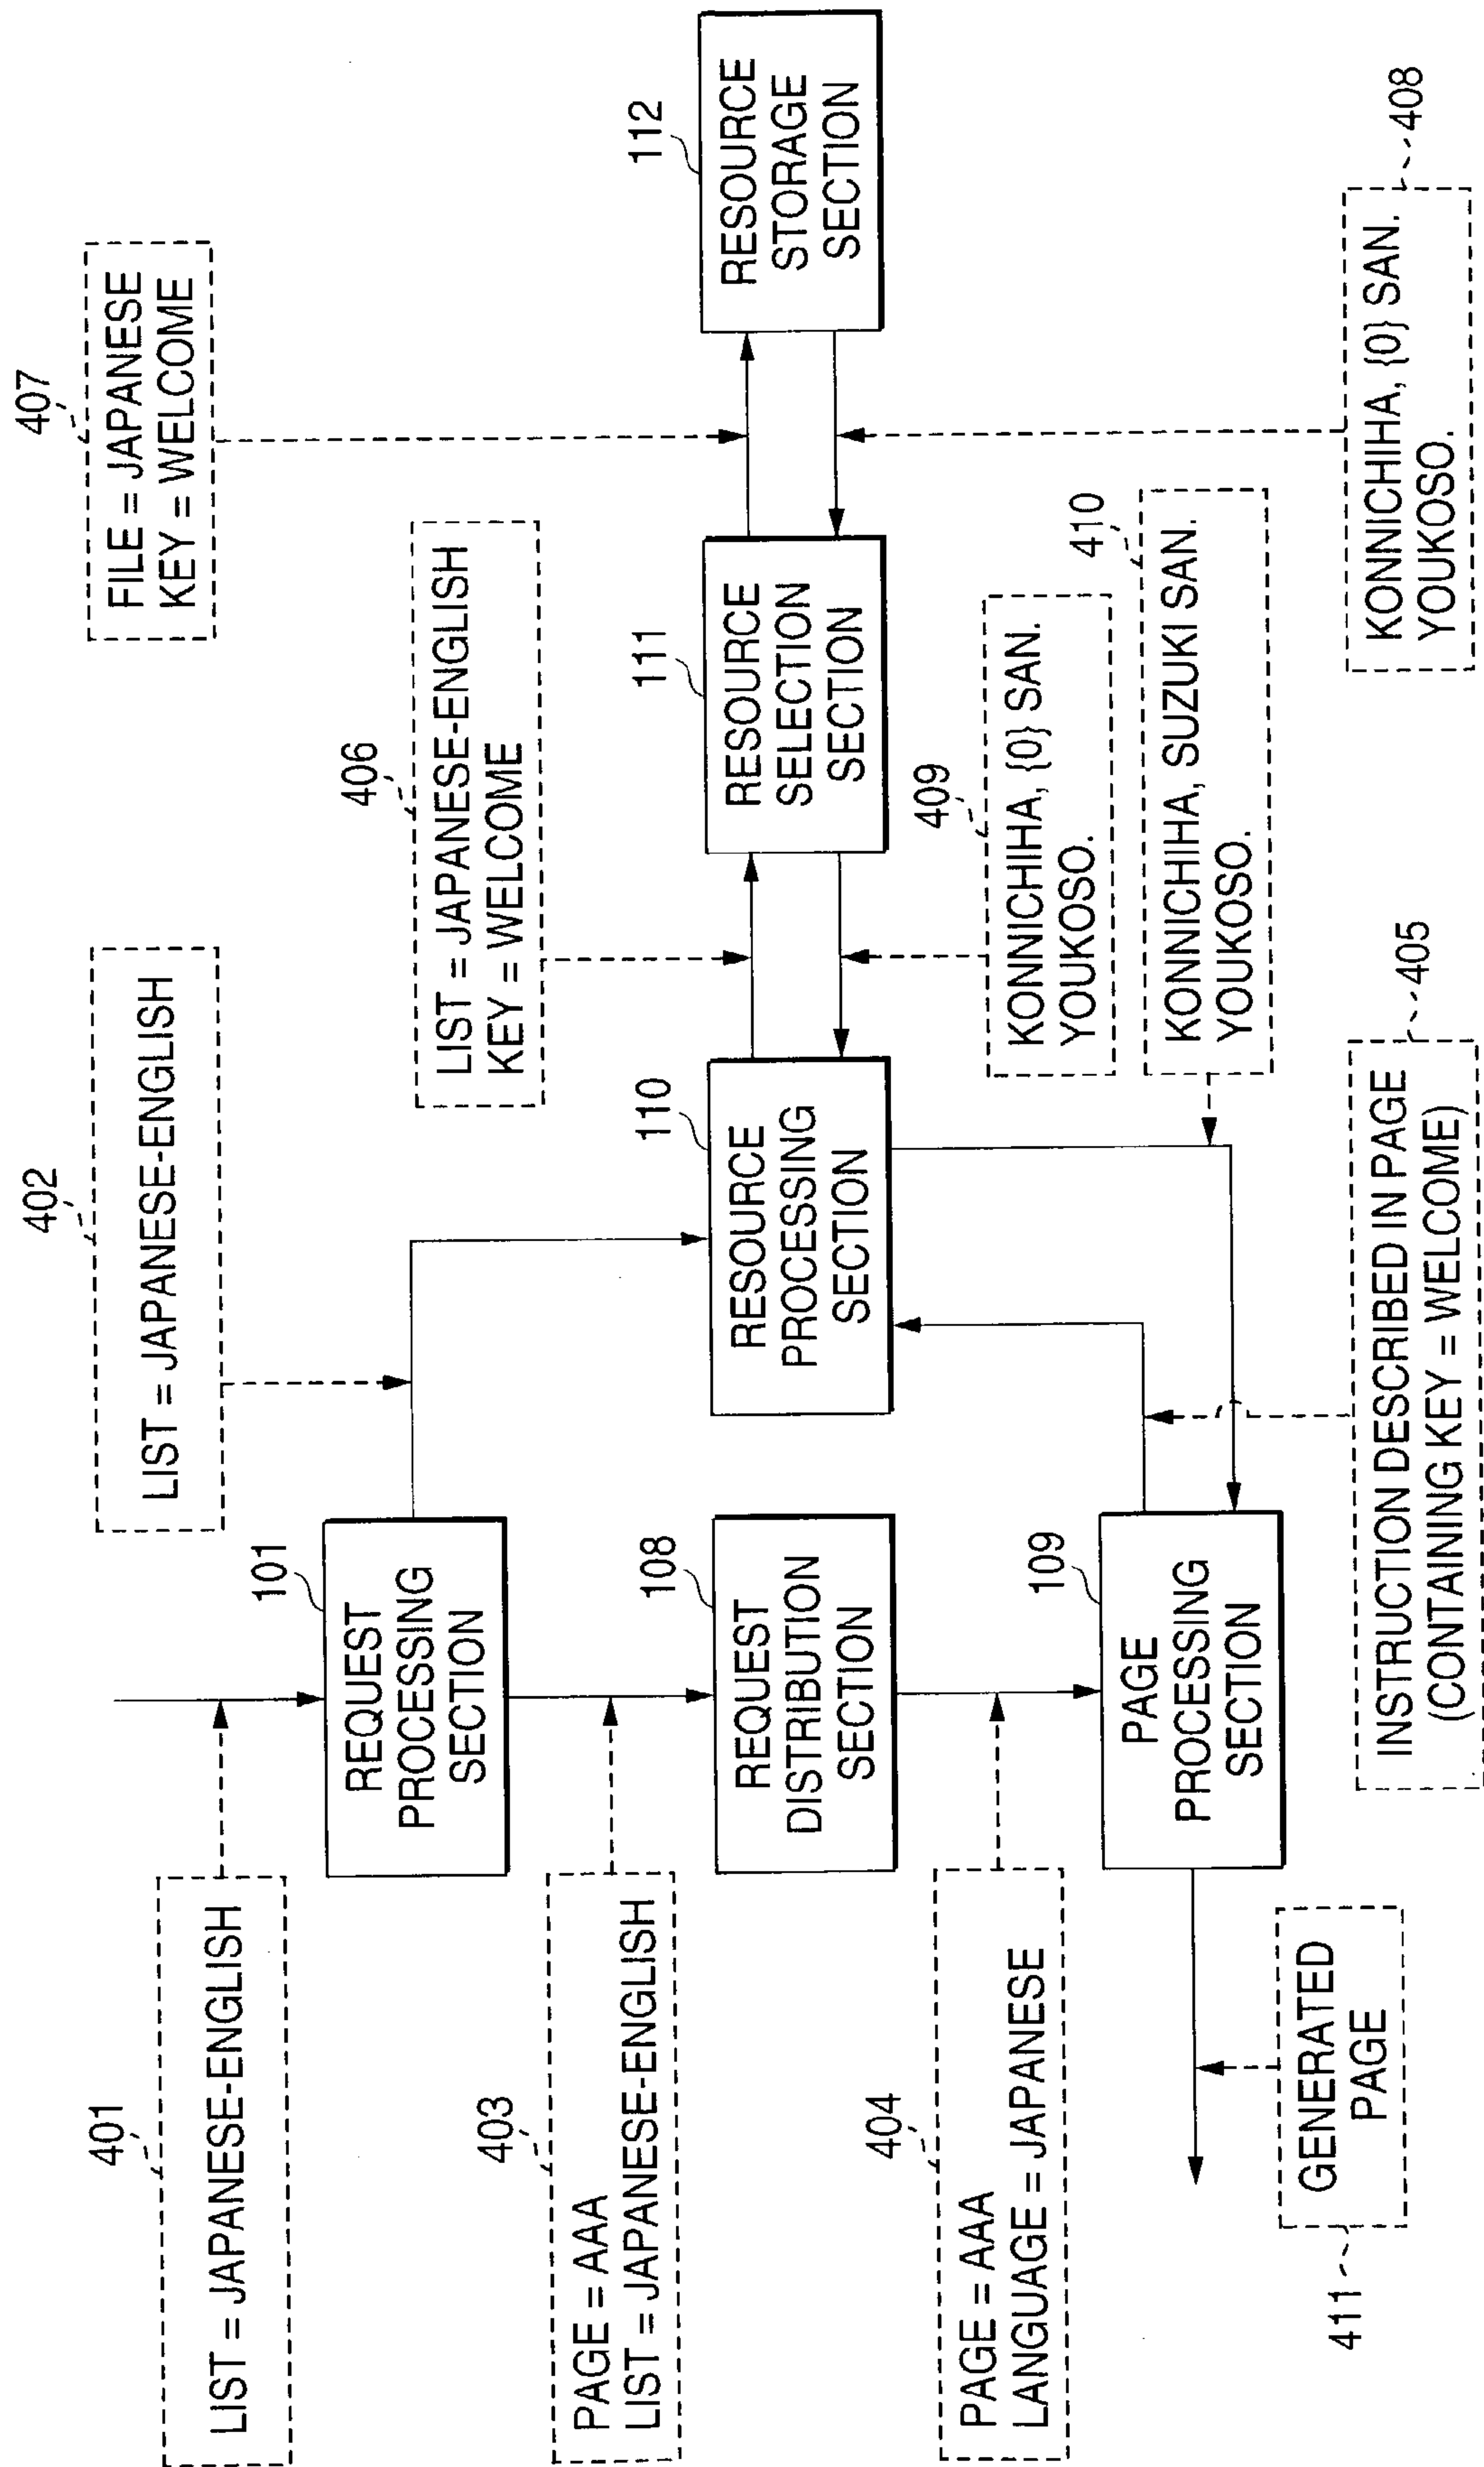 401
LIST = JAPANESE-ENGLISH
402
LIST = JAPANESE-ENGLISH
101
REQUEST
PROCESSING
SECTION
403
PAGE = AAA
LIST = JAPANESE-ENGLISH
108
REQUEST
DISTRIBUTION
SECTION
404
PAGE = AAA
LANGUAGE = JAPANESE
109
PAGE
PROCESSING
SECTION
411
GENERATED
PAGE
405
INSTRUCTION DESCRIBED IN PAGE
(CONTAINING KEY = WELCOME)
110
RESOURCE
PROCESSING
SECTION
406
LIST = JAPANESE-ENGLISH
KEY = WELCOME
409
KONNICHIHA, {0} SAN.
YOUKOSO.
410
KONNICHIHA, SUZUKI SAN.
YOUKOSO.
111
RESOURCE
SELECTION
SECTION
407
FILE = JAPANESE
KEY = WELCOME
408
KONNICHIHA, {0} SAN.
YOUKOSO.
112
RESOURCE
STORAGE
SECTION